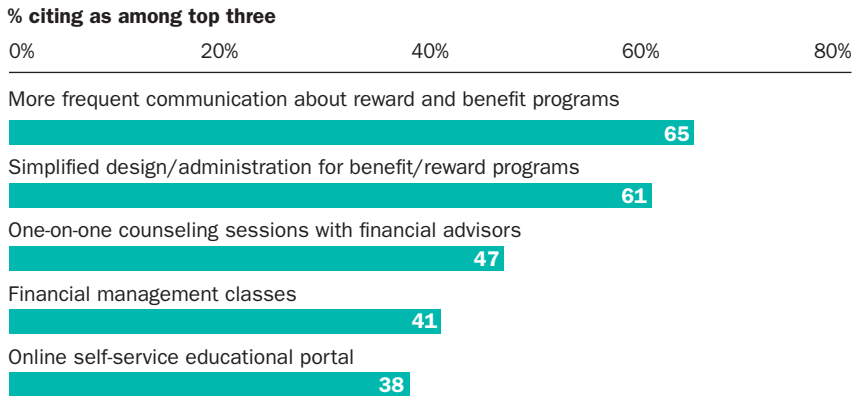 % citing as among top three
0% 20% 40% 60% 80%
More frequent communication about reward and benefit programs
65
Simplified design/administration for benefit/reward programs
61
One-on-one counseling sessions with financial advisors
47
Financial management classes
41
Online self-service educational portal
38